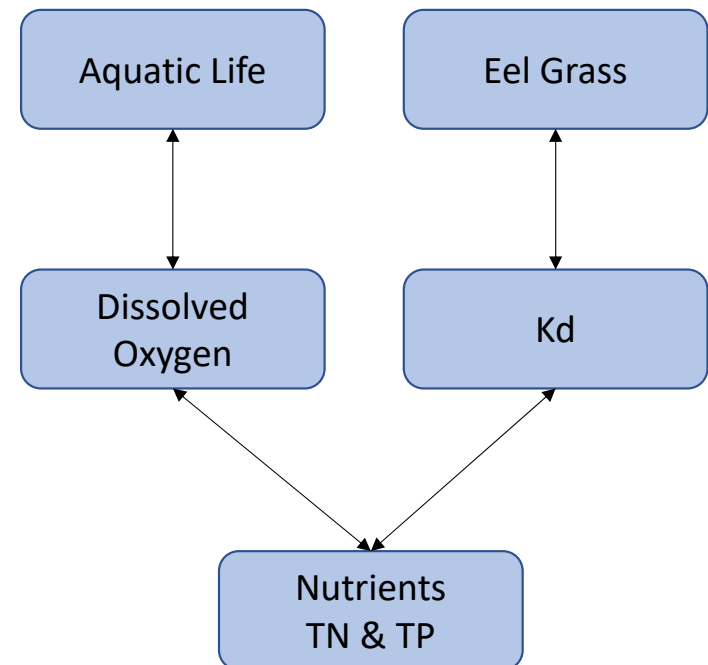 Aquatic Life
Eel Grass
Dissolved
Oxygen
Kd
Nutrients
TN & TP